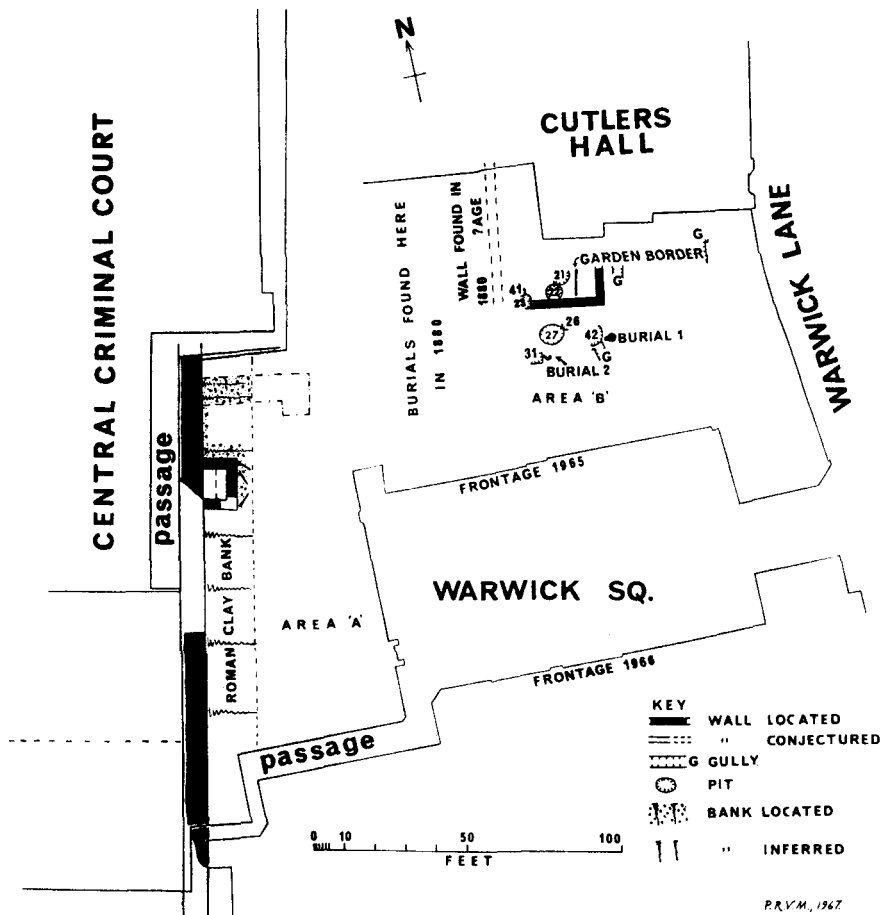 N
CUTLERS
HALL
CENTRAL CRIMINAL COURT
WARWICK LANE
BURIALS FOUND HERE
IN 1880
WALL FOUND IN
1880 ?AGE
G
GARDEN BORDER
G
21
41
22
23
26
27
42
BURIAL 1
31
G
BURIAL 2
AREA 'B'
passage
FRONTAGE 1965
ROMAN CLAY BANK
WARWICK SQ.
AREA 'A'
FRONTAGE 1966
passage
KEY
WALL LOCATED
" CONJECTURED
G GULLY
PIT
BANK LOCATED
" INFERRED
0 10 50 100
FEET
P.R.V.M., 1967.